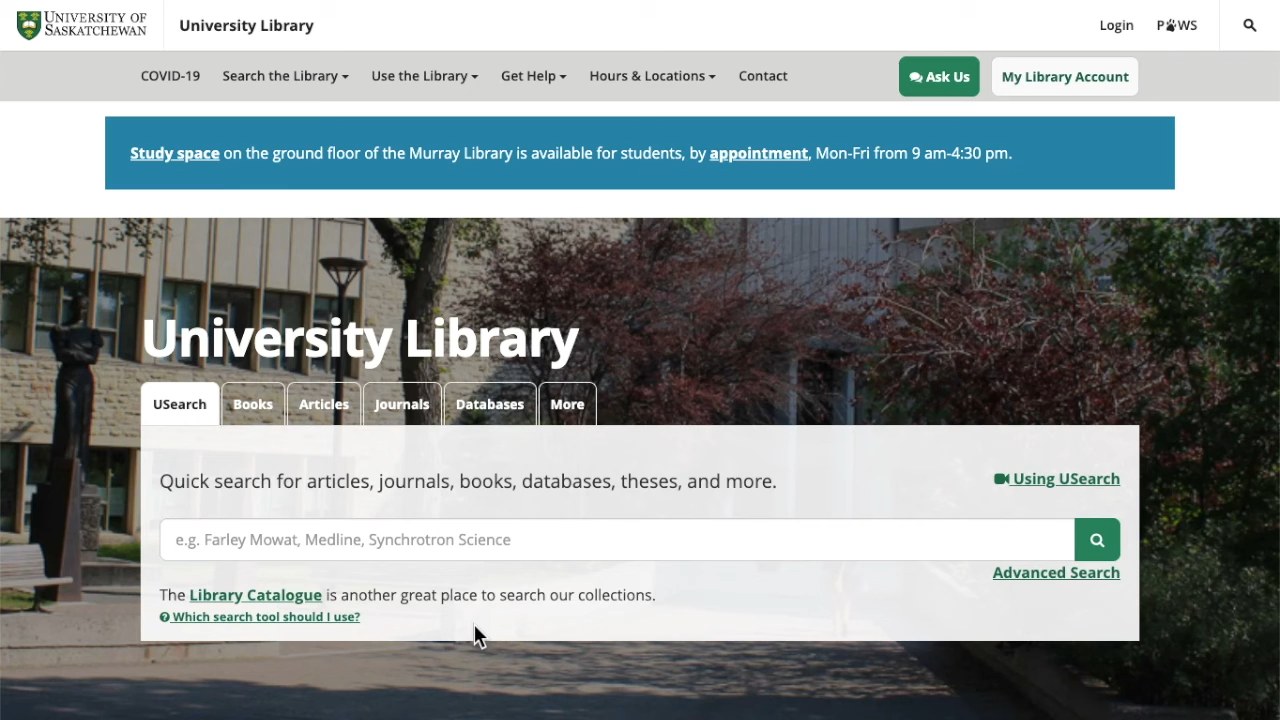 UNIVERSITY OF
SASKATCHEWAN
University Library
Login
PAWS
COVID-19
Search the Library
Use the Library
Get Help
Hours & Locations
Contact
Ask Us
My Library Account
Study space on the ground floor of the Murray Library is available for students, by appointment, Mon-Fri from 9 am-4:30 pm.
University Library
USearch
Books
Articles
Journals
Databases
More
Quick search for articles, journals, books, databases, theses, and more.
Using USearch
e.g. Farley Mowat, Medline, Synchrotron Science
Advanced Search
The Library Catalogue is another great place to search our collections.
Which search tool should I use?